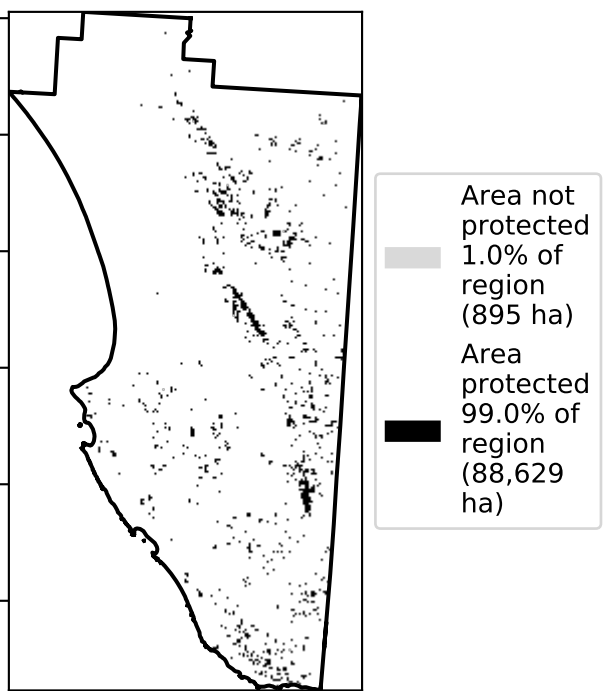 Area not
protected
1.0% of
region
(895 ha)
Area
protected
99.0% of
region
(88,629
ha)